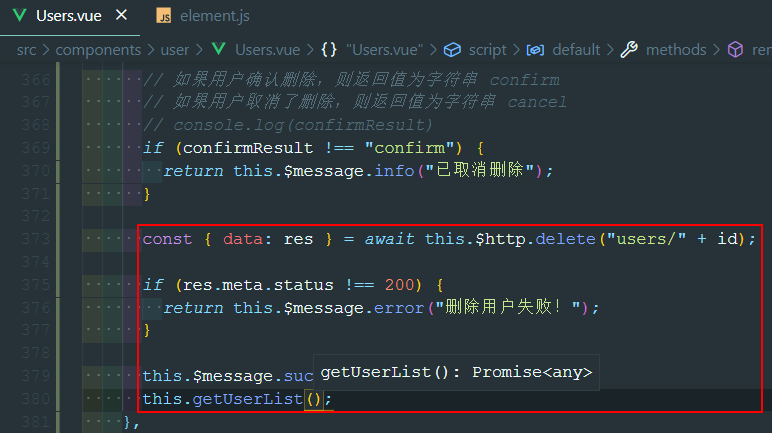 Users.vue × JS element.js
src > components > user > Users.vue > {} "Users.vue" > script > default > methods > rem
366 // 如果用户确认删除，则返回值为字符串 confirm
367 // 如果用户取消了删除，则返回值为字符串 cancel
368 // console.log(confirmResult)
369 if (confirmResult !== "confirm") {
370 return this.$message.info("已取消删除");
371 }
372
373 const { data: res } = await this.$http.delete("users/" + id);
374
375 if (res.meta.status !== 200) {
376 return this.$message.error("删除用户失败！");
377 }
378
379 this.$message.suc
getUserList(): Promise<any>
380 this.getUserList();
381 },